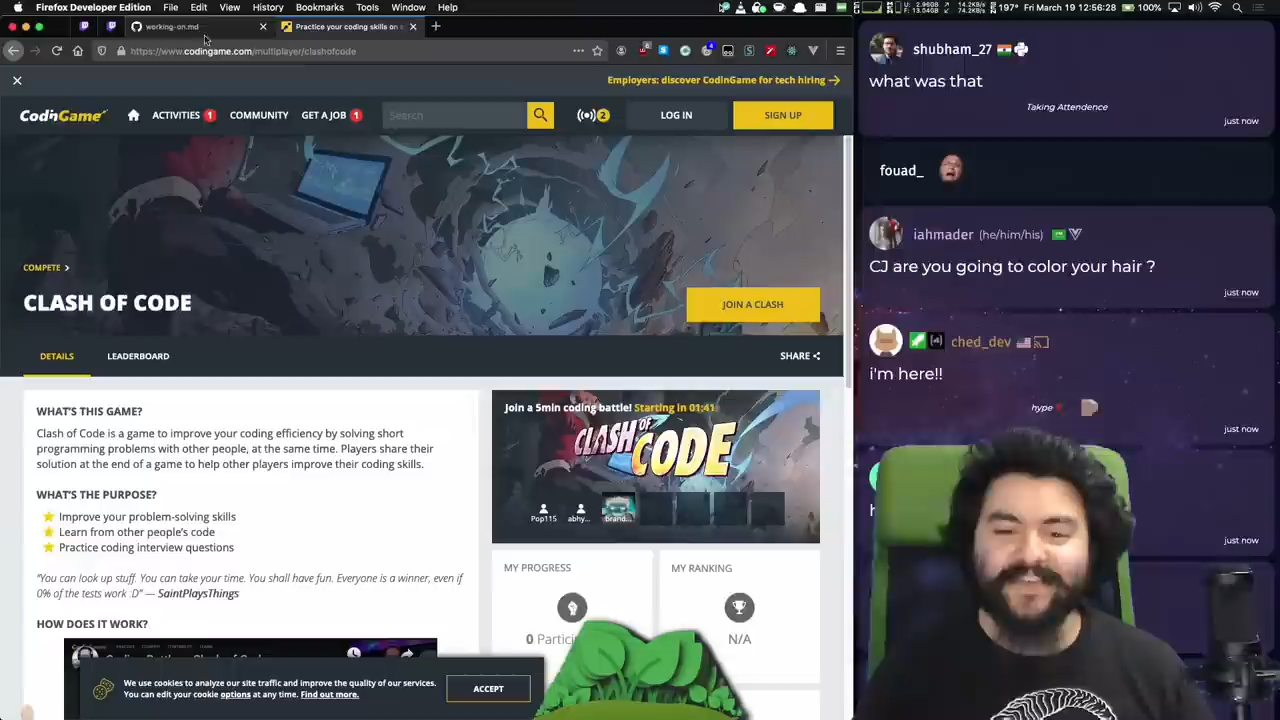 Firefox Developer Edition File Edit View History Bookmarks Tools Window Help
100% Fri Mar 19 12:56:28
working-on.md
Practice your coding skills on
https://www.codingame.com/multiplayer/clashofcode
Employers: discover CodinGame for tech hiring
CODINGAME
ACTIVITIES 1
COMMUNITY
GET A JOB 1
Search
2
LOG IN
SIGN UP
COMPETE >
CLASH OF CODE
JOIN A CLASH
DETAILS
LEADERBOARD
SHARE
WHAT'S THIS GAME?
Clash of Code is a game to improve your coding efficiency by solving short
programming problems with other people, at the same time. Players share their
solution at the end of a game to help other players improve their coding skills.
WHAT'S THE PURPOSE?
Improve your problem-solving skills
Learn from other people's code
Practice coding interview questions
"You can look up stuff. You can take your time. You shall have fun. Everyone is a winner, even if
0% of the tests work :D" — SaintPlaysThings
HOW DOES IT WORK?
Join a 5min coding battle! Starting in 01:41
CLASH OF CODE
Pop115
abhy...
brand...
MY PROGRESS
0 Partici
MY RANKING
N/A
We use cookies to analyze our site traffic and improve the quality of our services.
You can edit your cookie options at any time. Find out more.
ACCEPT
shubham_27
what was that
Taking Attendence
just now
fouad_
iahmader (he/him/his)
CJ are you going to color your hair ?
just now
ched_dev
i'm here!!
hype
just now
just now